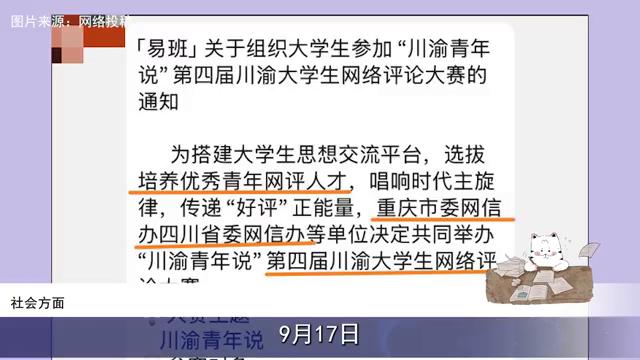 图片来源：网络投稿
「易班」关于组织大学生参加“川渝青年
说”第四届川渝大学生网络评论大赛的
通知
为搭建大学生思想交流平台，选拔
培养优秀青年网评人才，唱响时代主旋
律，传递“好评”正能量，重庆市委网信
办四川省委网信办等单位决定共同举办
“川渝青年说”第四届川渝大学生网络评
论大赛
川渝青年说
社会方面
9月17日